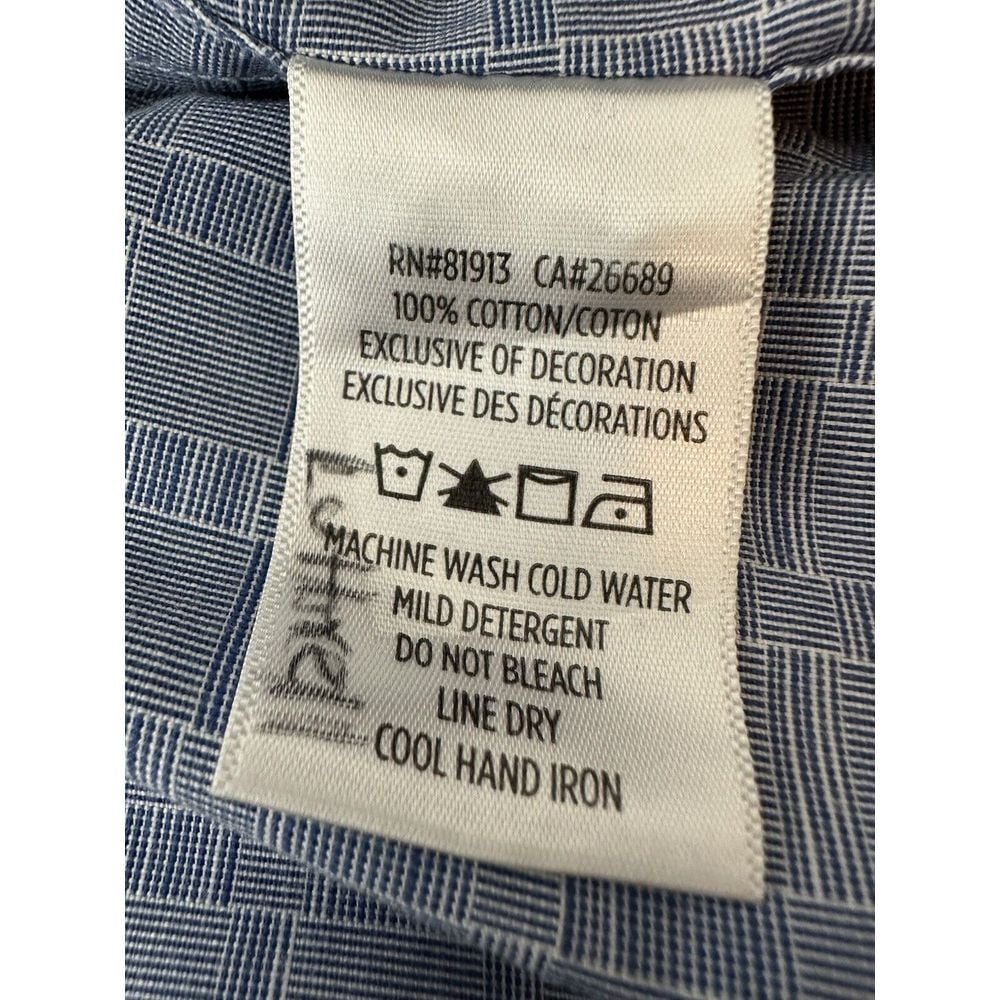 RN#81913 CA#26689
100% COTTON/COTON
EXCLUSIVE OF DECORATION
EXCLUSIVE DES DÉCORATIONS
MACHINE WASH COLD WATER
MILD DETERGENT
DO NOT BLEACH
LINE DRY
COOL HAND IRON